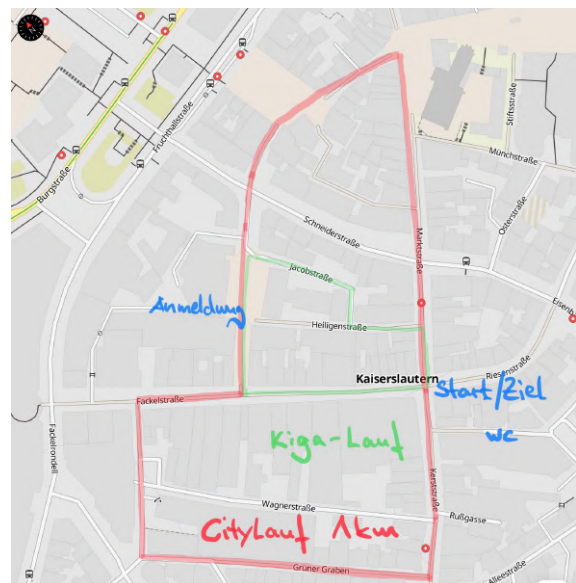 Stiftsstraße
Fruchthallstraße
Burgstraße
Münchstraße
Osterstraße
Schneiderstraße
Marktstraße
Jacobstraße
Eisenb
Anmeldung
Heiligenstraße
Riesenstraße
Kaiserslautern
Start/Ziel
Fackelstraße
Kiga-Lauf
WC
Fackelrondell
Kerststraße
Wagnerstraße
Rußgasse
CityLauf 1km
Grüner Graben
Alleestraße